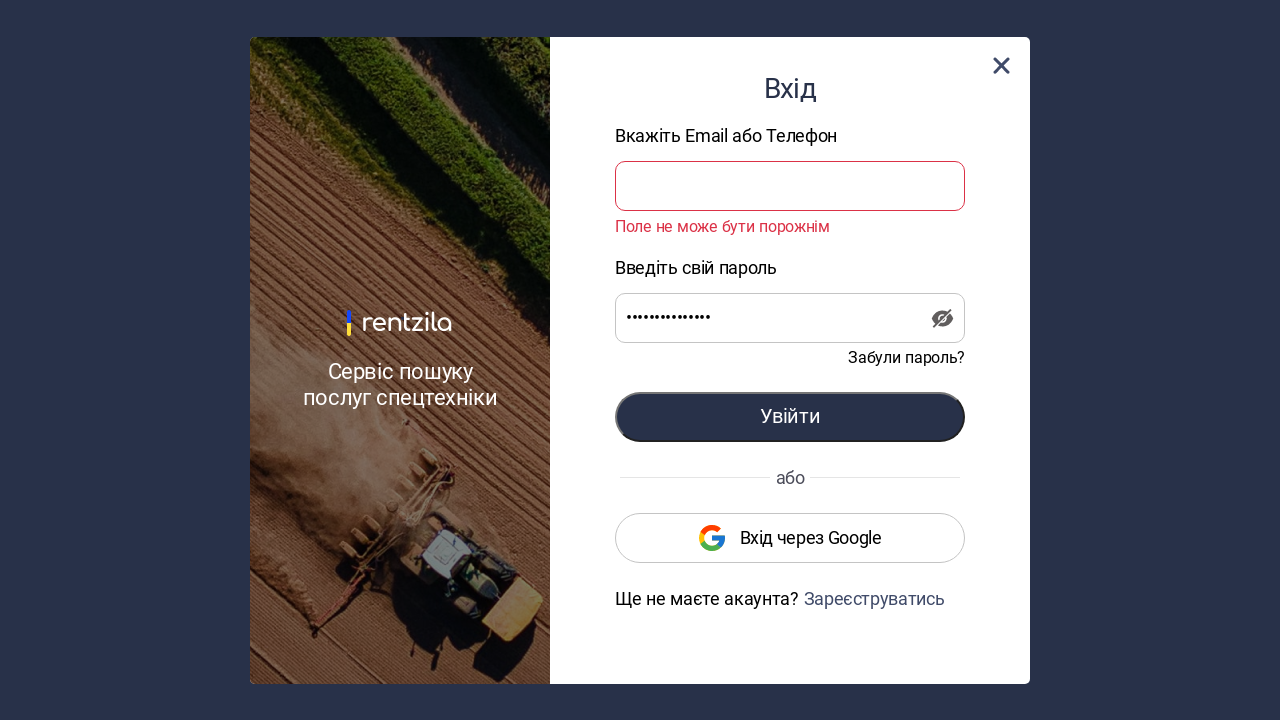 rentzila
Сервіс пошуку
послуг спецтехніки
Вхід
Вкажіть Email або Телефон
Поле не може бути порожнім
Введіть свій пароль
•••••••••••••••
Забули пароль?
Увійти
або
Вхід через Google
Ще не маєте акаунта? Зареєструватись